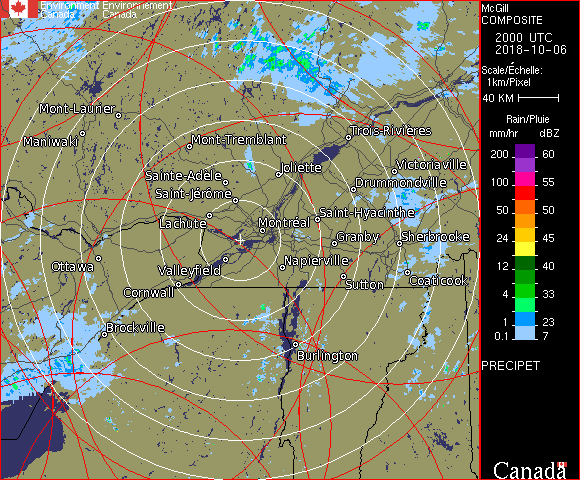 Environment Environnement
Canada Canada
McGill
COMPOSITE
2000 UTC
2018-10-06
Scale/Échelle:
1km/Pixel
40 KM
Rain/Pluie
mm/hr dBZ
200 60
100 55
50 50
24 45
12 40
4 33
1 23
0.1 7
PRECIPET
Canada
Mont-Laurier
Maniwaki
Mont-Tremblant
Trois-Rivières
Joliette
Victoriaville
Sainte-Adèle
Drummondville
Saint-Jérôme
Saint-Hyacinthe
Lachute
Montréal
Granby
Sherbrooke
Ottawa
Valleyfield
Napierville
Coaticook
Sutton
Cornwall
Brockville
Burlington